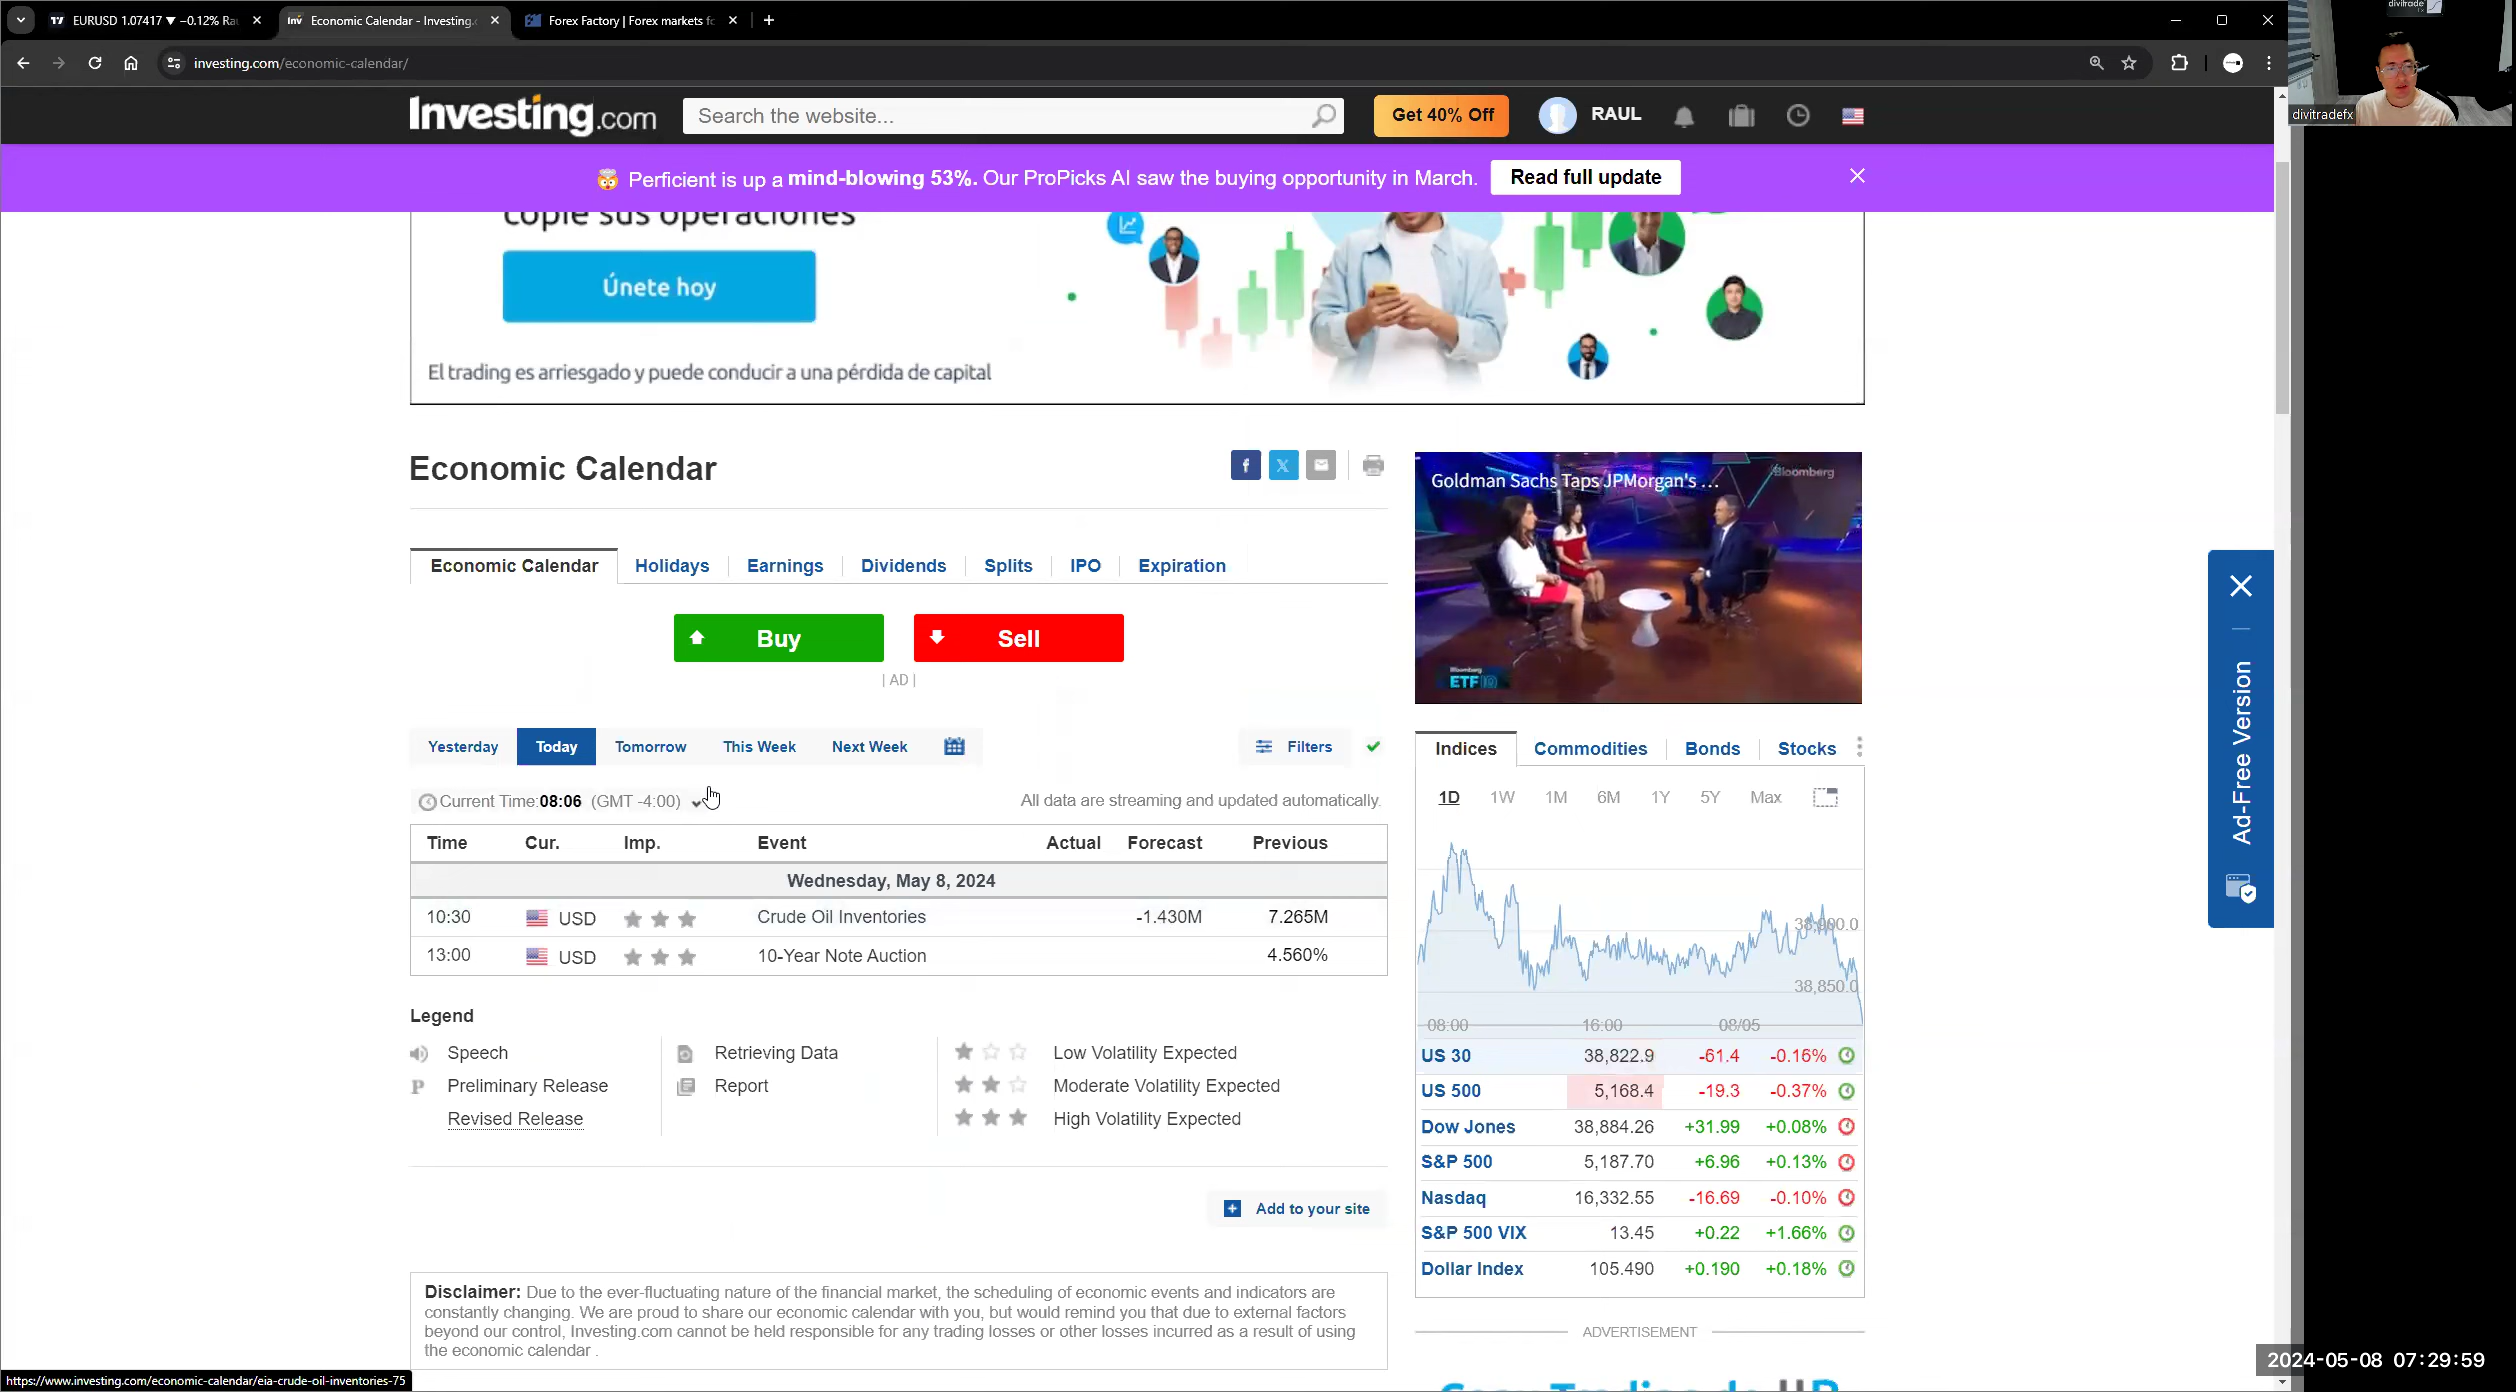 EURUSD 1.07417 ▼ −0.12% Ra
Economic Calendar - Investing.c
Forex Factory | Forex markets fo
investing.com/economic-calendar/
divitrade
divitradefx
Investing.com
Search the website...
Get 40% Off
RAUL
🤯 Perficient is up a mind-blowing 53%. Our ProPicks AI saw the buying opportunity in March.
Read full update
copie sus operaciones
Únete hoy
El trading es arriesgado y puede conducir a una pérdida de capital
Economic Calendar
Goldman Sachs Taps JPMorgan's ...
Bloomberg
Bloomberg
ETF IQ
Economic Calendar Holidays Earnings Dividends Splits IPO Expiration
Buy
Sell
| AD |
Yesterday Today Tomorrow This Week Next Week
Filters
Current Time:08:06 (GMT -4:00)
All data are streaming and updated automatically.
Time Cur. Imp. Event Actual Forecast Previous
Wednesday, May 8, 2024
10:30 USD Crude Oil Inventories -1.430M 7.265M
13:00 USD 10-Year Note Auction 4.560%
Legend
Speech
Preliminary Release
Revised Release
Retrieving Data
Report
Low Volatility Expected
Moderate Volatility Expected
High Volatility Expected
Add to your site
Disclaimer: Due to the ever-fluctuating nature of the financial market, the scheduling of economic events and indicators are
constantly changing. We are proud to share our economic calendar with you, but would remind you that due to external factors
beyond our control, Investing.com cannot be held responsible for any trading losses or other losses incurred as a result of using
the economic calendar .
Indices Commodities Bonds Stocks
1D 1W 1M 6M 1Y 5Y Max
38,900.0
38,850.0
08:00 16:00 08/05
US 30 38,822.9 -61.4 -0.16%
US 500 5,168.4 -19.3 -0.37%
Dow Jones 38,884.26 +31.99 +0.08%
S&P 500 5,187.70 +6.96 +0.13%
Nasdaq 16,332.55 -16.69 -0.10%
S&P 500 VIX 13.45 +0.22 +1.66%
Dollar Index 105.490 +0.190 +0.18%
ADVERTISEMENT
Ad-Free Version
https://www.investing.com/economic-calendar/eia-crude-oil-inventories-75
2024-05-08 07:29:59